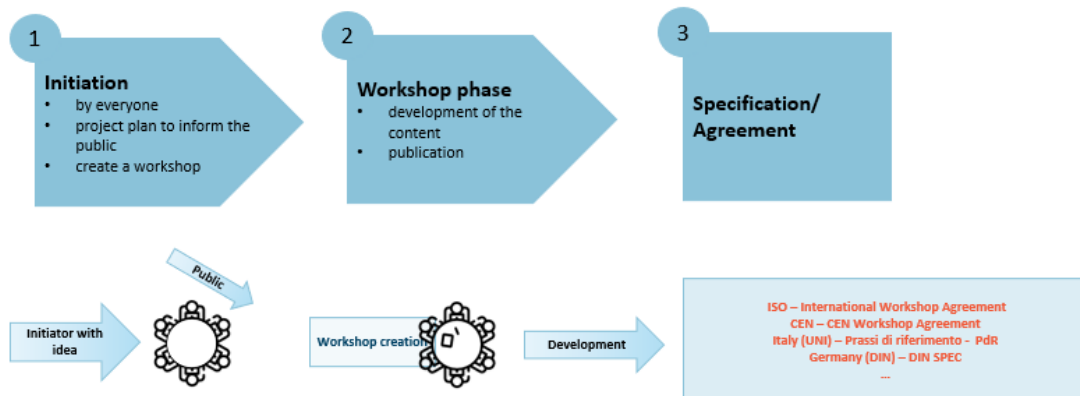 1
Initiation
• by everyone
• project plan to inform the
public
• create a workshop
2
Workshop phase
• development of the
content
• publication
3
Specification/
Agreement
Initiator with
idea
Public
Workshop creation
Development
ISO – International Workshop Agreement
CEN – CEN Workshop Agreement
Italy (UNI) – Prassi di riferimento - PdR
Germany (DIN) – DIN SPEC
...